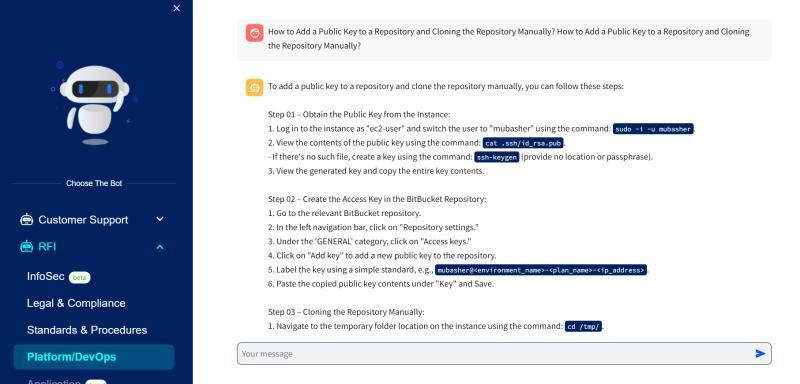 ×
Choose The Bot
Customer Support
RFI
InfoSec beta
Legal & Compliance
Standards & Procedures
Platform/DevOps
Application
How to Add a Public Key to a Repository and Cloning the Repository Manually? How to Add a Public Key to a Repository and Cloning
the Repository Manually?
To add a public key to a repository and clone the repository manually, you can follow these steps:
Step 01 – Obtain the Public Key from the Instance:
1. Log in to the instance as "ec2-user" and switch the user to "mubasher" using the command: sudo -i -u mubasher.
2. View the contents of the public key using the command: cat .ssh/id_rsa.pub.
- If there's no such file, create a key using the command: ssh-keygen (provide no location or passphrase).
3. View the generated key and copy the entire key contents.
Step 02 – Create the Access Key in the BitBucket Repository:
1. Go to the relevant BitBucket repository.
2. In the left navigation bar, click on "Repository settings."
3. Under the 'GENERAL' category, click on "Access keys."
4. Click on "Add key" to add a new public key to the repository.
5. Label the key using a simple standard, e.g., mubasher@<environment_name>-<plan_name>-<ip_address>.
6. Paste the copied public key contents under "Key" and Save.
Step 03 – Cloning the Repository Manually:
1. Navigate to the temporary folder location on the instance using the command: cd /tmp/.
Your message